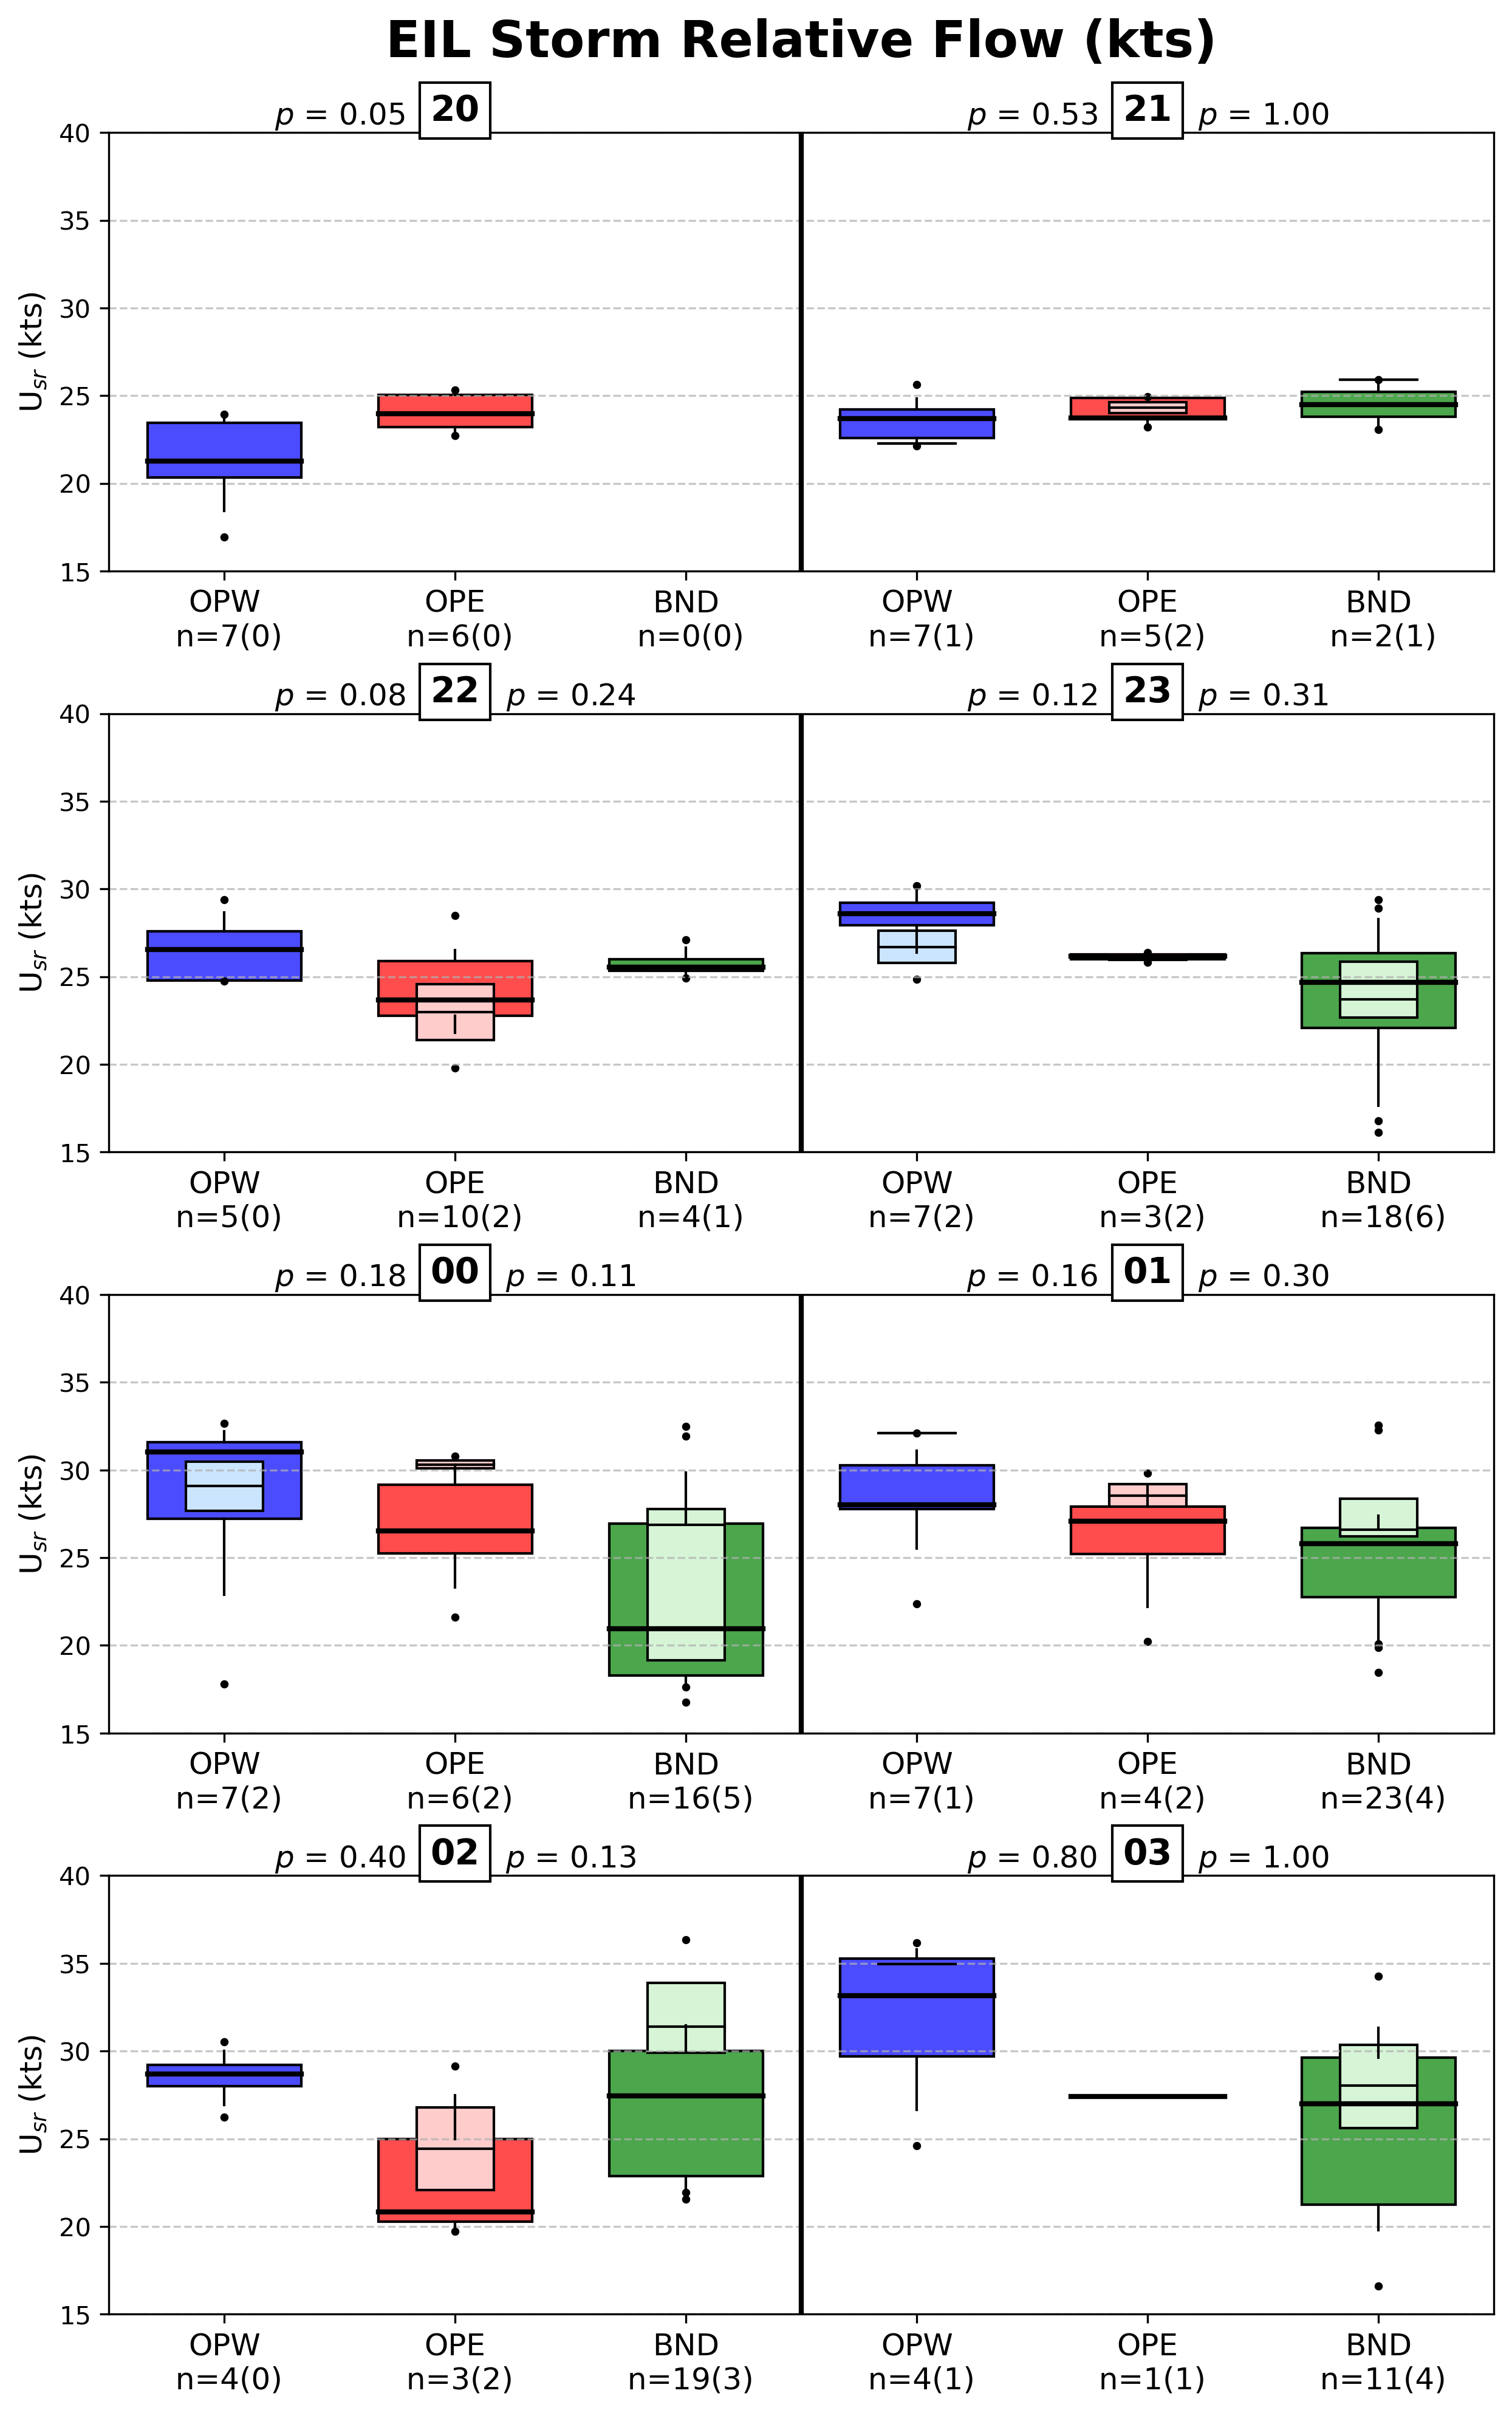 EIL Storm Relative Flow (kts)
p = 0.05 20
p = 0.53 21 p = 1.00
40
35
30
25
20
15
U_sr (kts)
OPW OPE BND OPW OPE BND
n=7(0) n=6(0) n=0(0) n=7(1) n=5(2) n=2(1)
p = 0.08 22 p = 0.24
p = 0.12 23 p = 0.31
40
35
30
25
20
15
U_sr (kts)
OPW OPE BND OPW OPE BND
n=5(0) n=10(2) n=4(1) n=7(2) n=3(2) n=18(6)
p = 0.18 00 p = 0.11
p = 0.16 01 p = 0.30
40
35
30
25
20
15
U_sr (kts)
OPW OPE BND OPW OPE BND
n=7(2) n=6(2) n=16(5) n=7(1) n=4(2) n=23(4)
p = 0.40 02 p = 0.13
p = 0.80 03 p = 1.00
40
35
30
25
20
15
U_sr (kts)
OPW OPE BND OPW OPE BND
n=4(0) n=3(2) n=19(3) n=4(1) n=1(1) n=11(4)